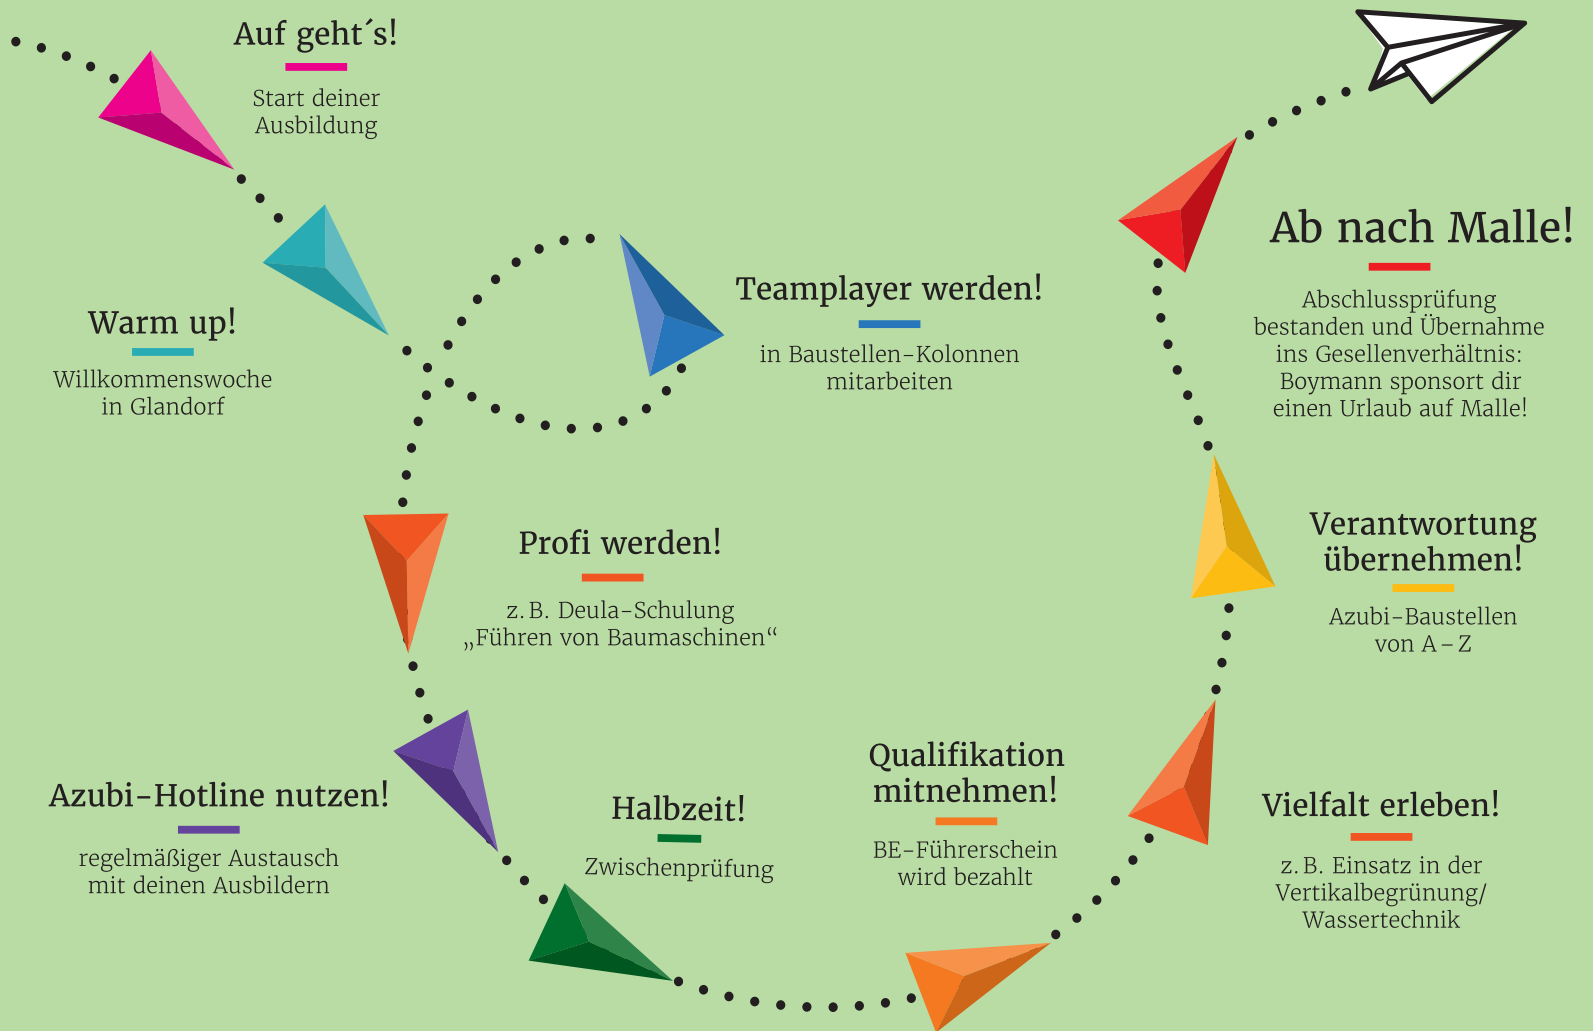 Auf geht´s!
Start deiner
Ausbildung
Warm up!
Willkommenswoche
in Glandorf
Teamplayer werden!
in Baustellen-Kolonnen
mitarbeiten
Profi werden!
z. B. Deula-Schulung
„Führen von Baumaschinen“
Azubi-Hotline nutzen!
regelmäßiger Austausch
mit deinen Ausbildern
Halbzeit!
Zwischenprüfung
Qualifikation
mitnehmen!
BE-Führerschein
wird bezahlt
Vielfalt erleben!
z. B. Einsatz in der
Vertikalbegrünung/
Wassertechnik
Verantwortung
übernehmen!
Azubi-Baustellen
von A – Z
Ab nach Malle!
Abschlussprüfung
bestanden und Übernahme
ins Gesellenverhältnis:
Boymann sponsort dir
einen Urlaub auf Malle!